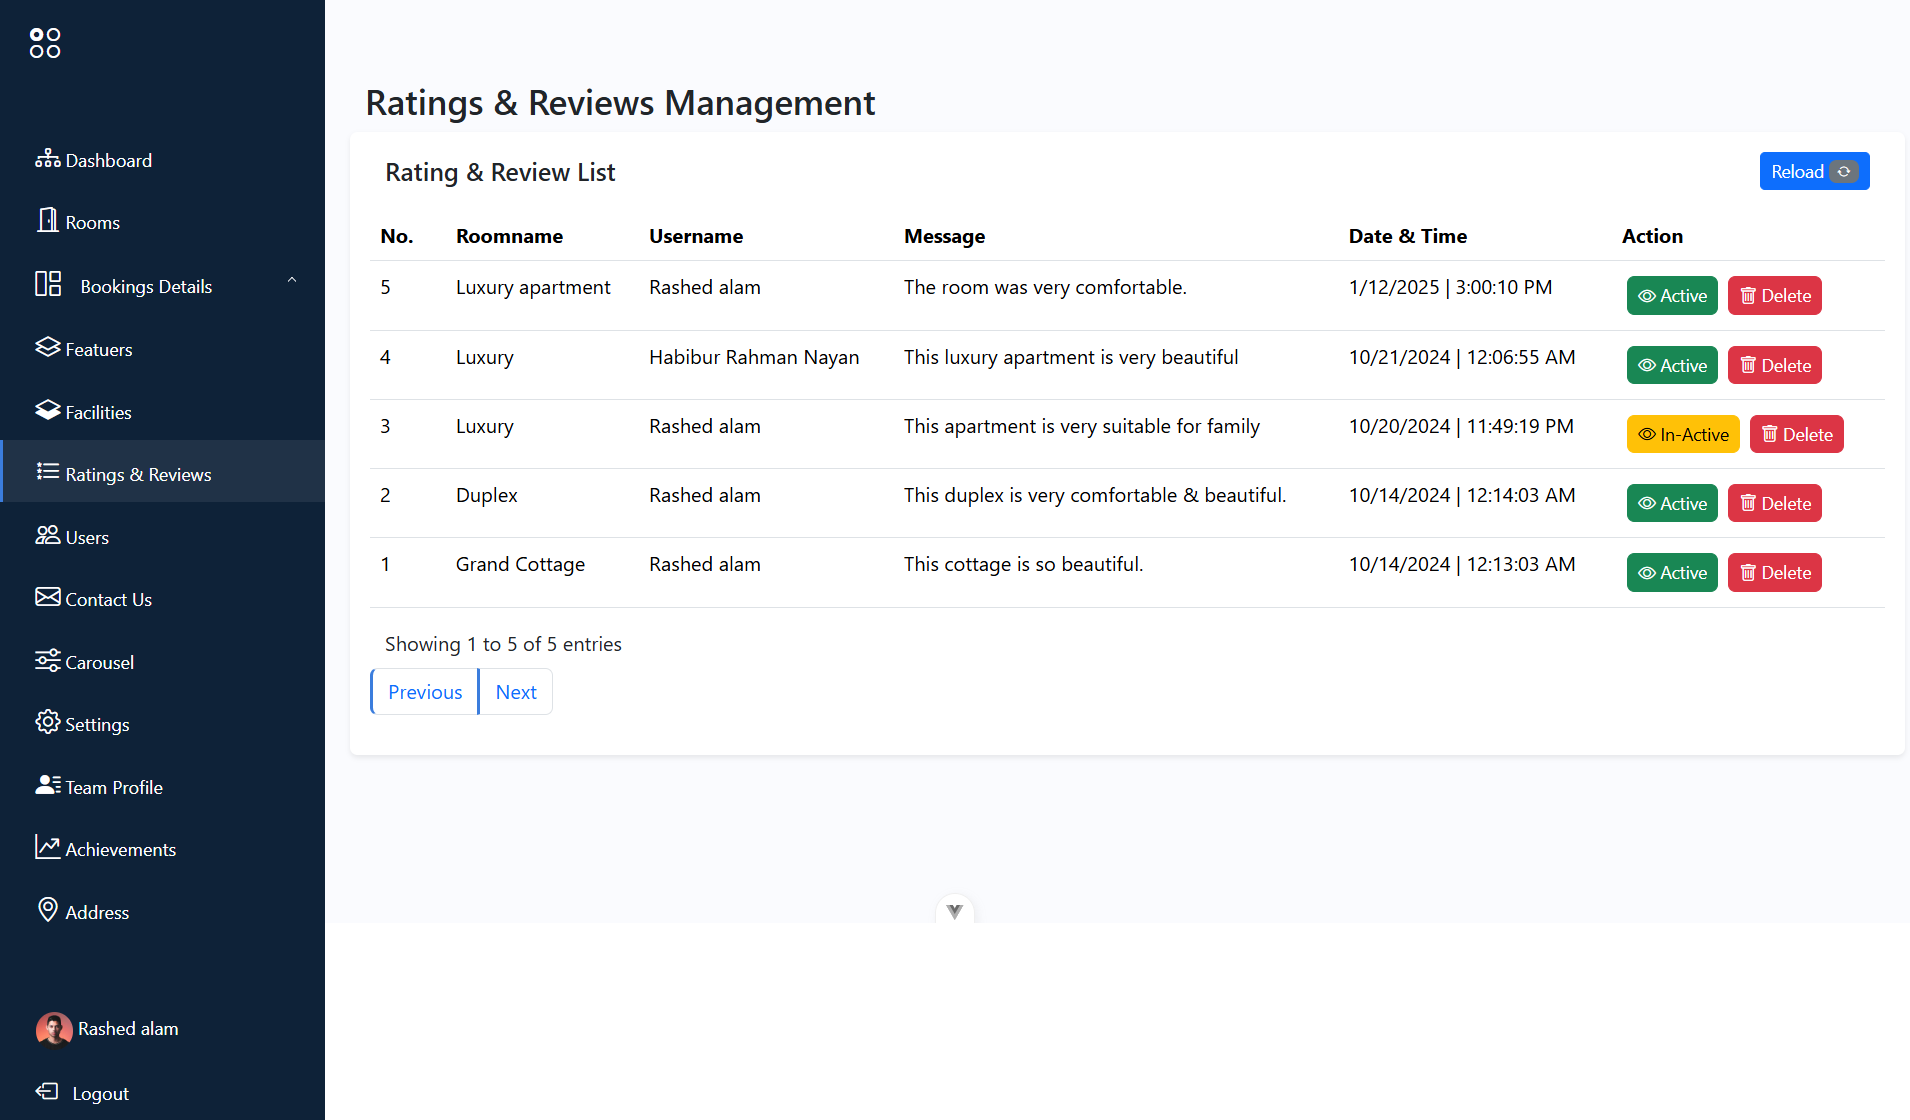 Dashboard
Rooms
Bookings Details
Featuers
Facilities
Ratings & Reviews
Users
Contact Us
Carousel
Settings
Team Profile
Achievements
Address
Rashed alam
Logout
Ratings & Reviews Management
Rating & Review List
Reload
No. Roomname Username Message Date & Time Action
5 Luxury apartment Rashed alam The room was very comfortable. 1/12/2025 | 3:00:10 PM Active Delete
4 Luxury Habibur Rahman Nayan This luxury apartment is very beautiful 10/21/2024 | 12:06:55 AM Active Delete
3 Luxury Rashed alam This apartment is very suitable for family 10/20/2024 | 11:49:19 PM In-Active Delete
2 Duplex Rashed alam This duplex is very comfortable & beautiful. 10/14/2024 | 12:14:03 AM Active Delete
1 Grand Cottage Rashed alam This cottage is so beautiful. 10/14/2024 | 12:13:03 AM Active Delete
Showing 1 to 5 of 5 entries
Previous Next